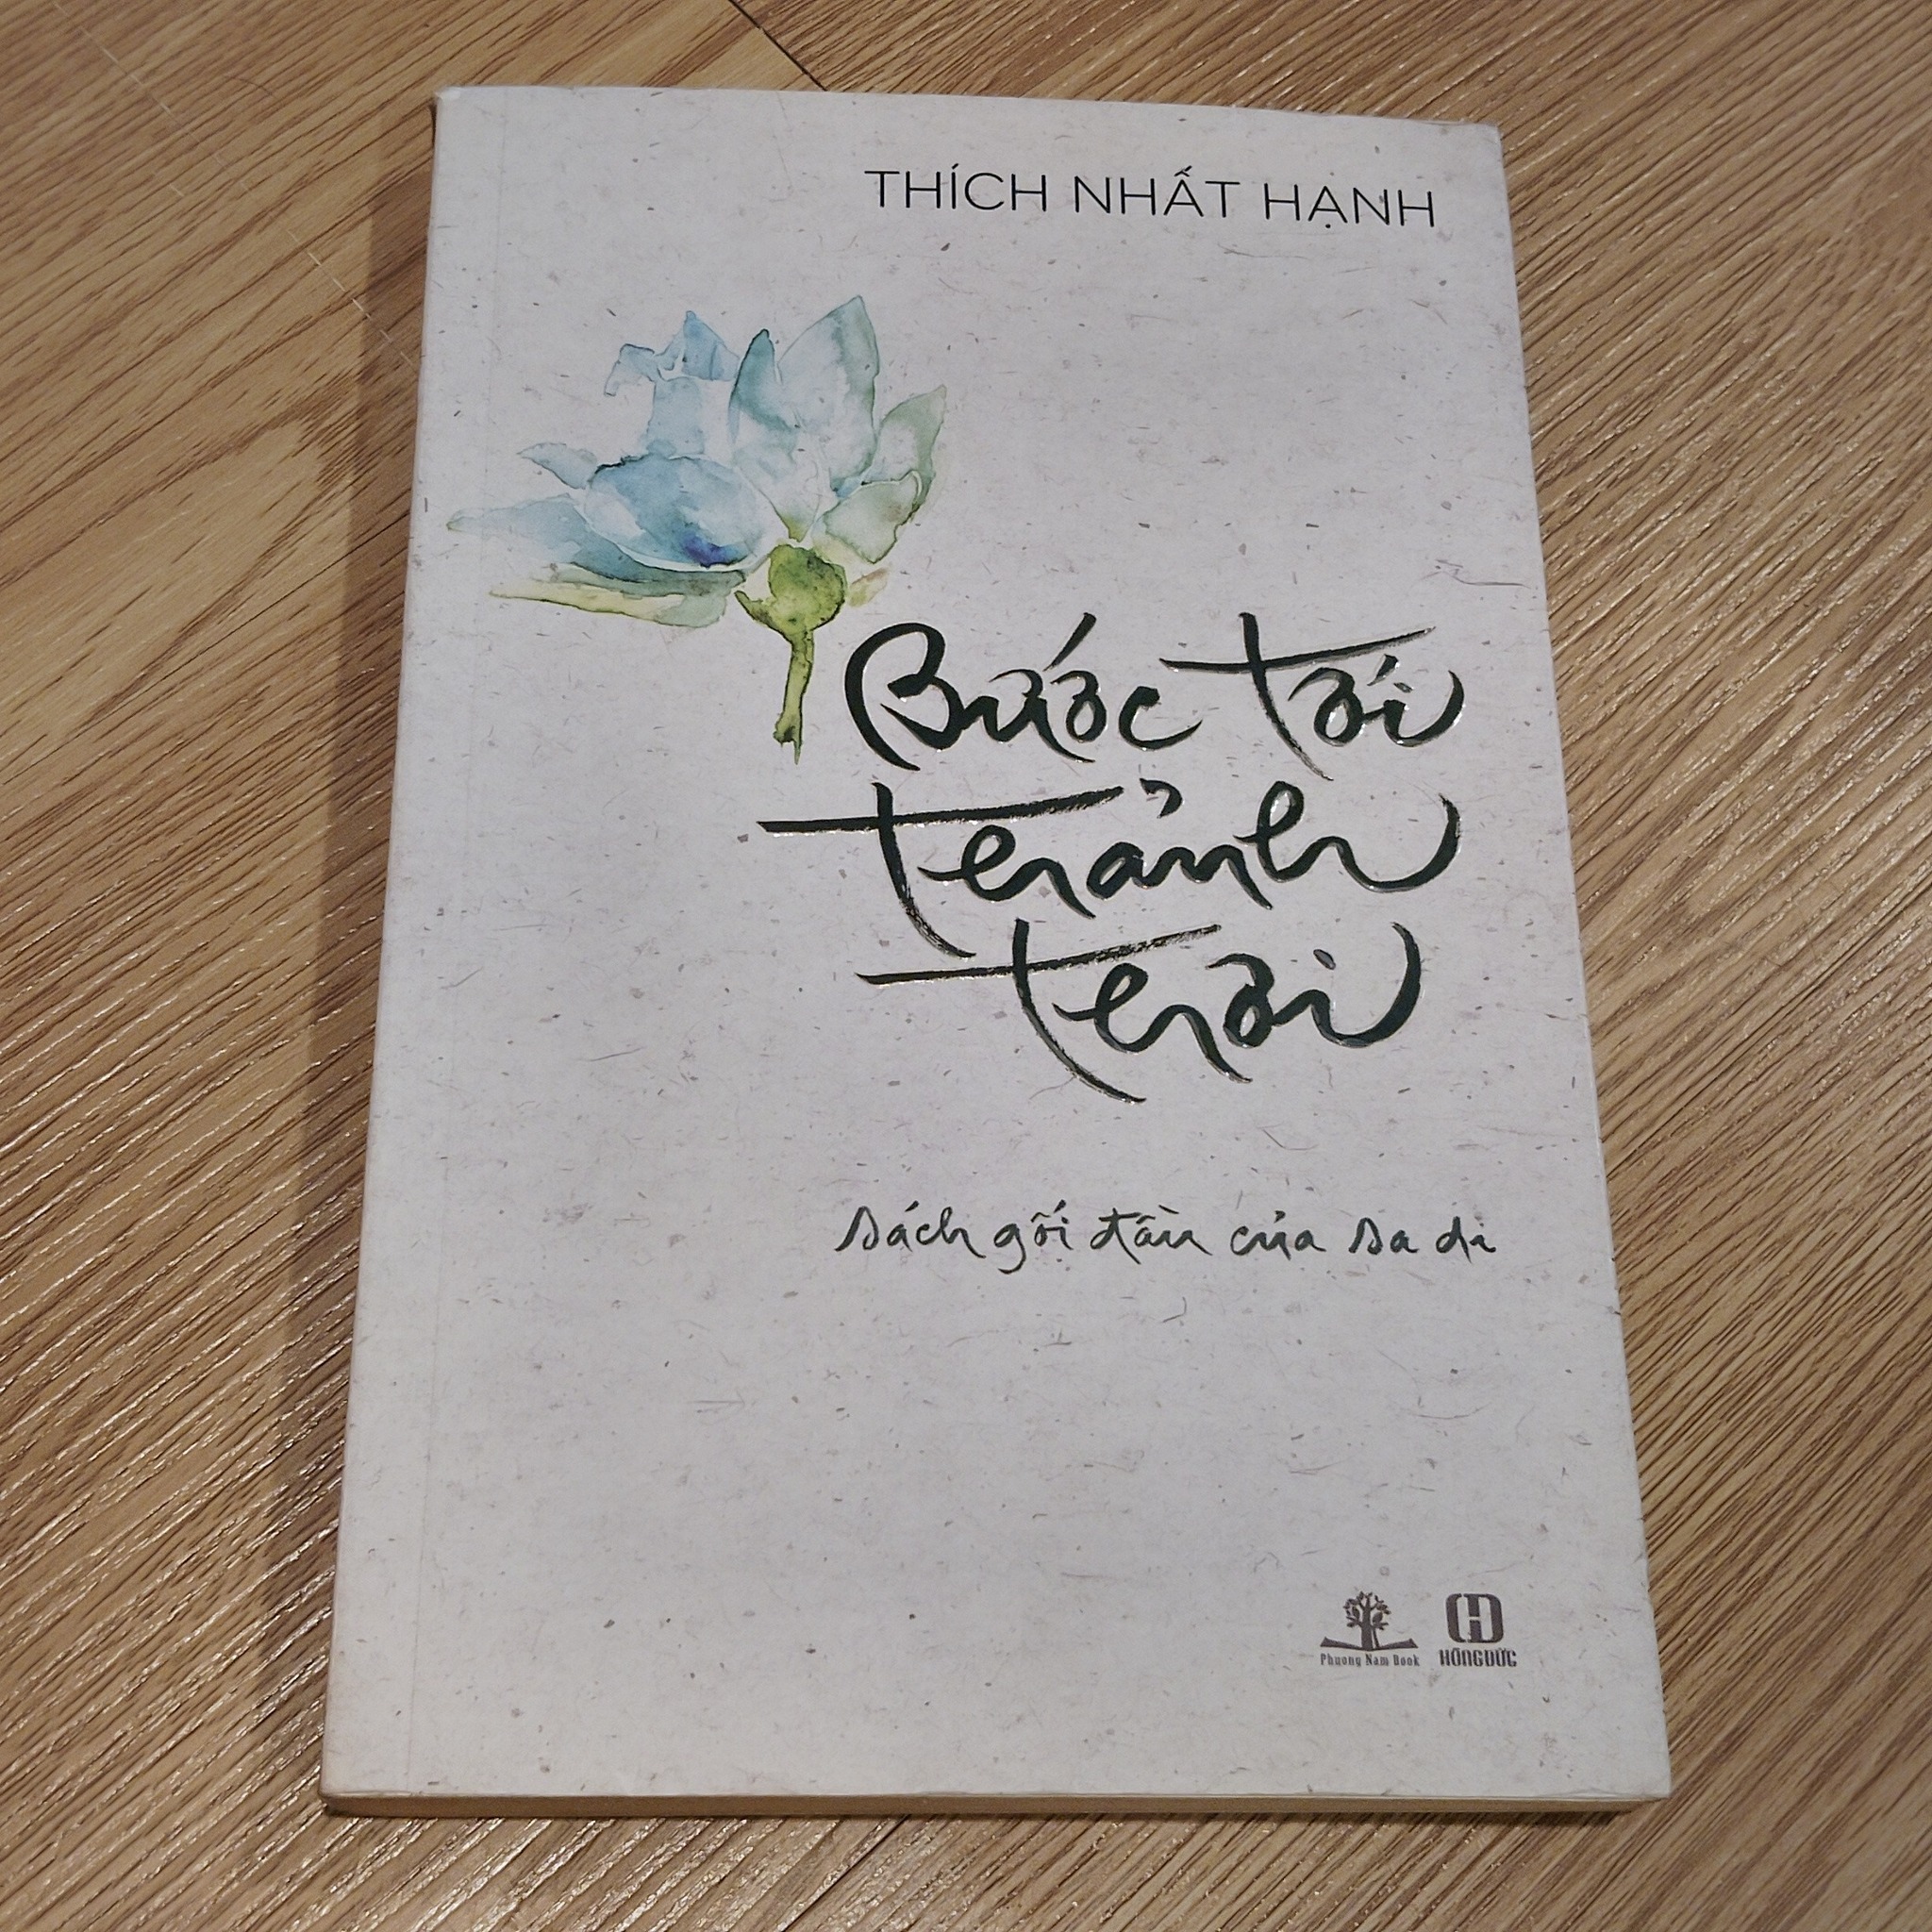 THÍCH NHẤT HẠNH
Bước tới
thảnh
thơi
sách gối đầu của sa di
Phuong Nam Book
HỒNG ĐỨC